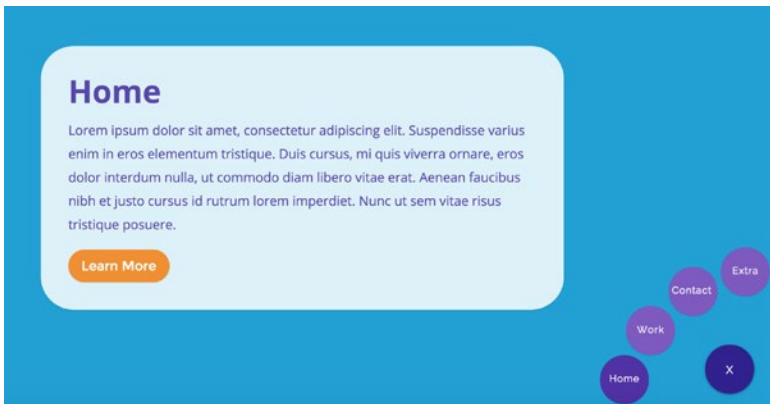 Home
Lorem ipsum dolor sit amet, consectetur adipiscing elit. Suspendisse varius
enim in eros elementum tristique. Duis cursus, mi quis viverra ornare, eros
dolor interdum nulla, ut commodo diam libero vitae erat. Aenean faucibus
nibh et justo cursus id rutrum lorem imperdiet. Nunc ut sem vitae risus
tristique posuere.
Learn More
Extra
Contact
Work
Home
X